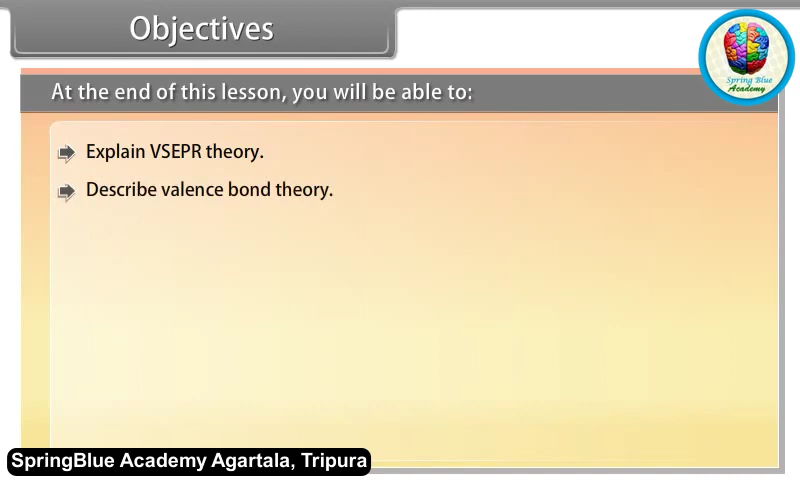 Objectives
Spring Blue
Academy
At the end of this lesson, you will be able to:
Explain VSEPR theory.
Describe valence bond theory.
SpringBlue Academy Agartala, Tripura